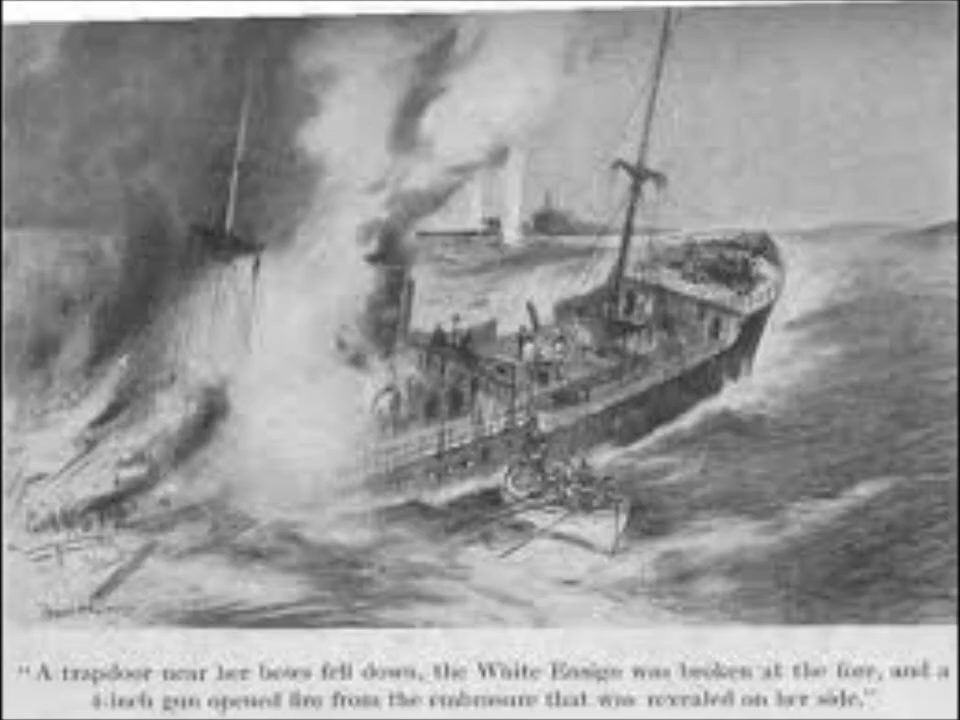 "A trapdoor near her bows fell down, the White Ensign was broken at the fore, and a
4-inch gun opened fire from the embrasure that was revealed on her side."